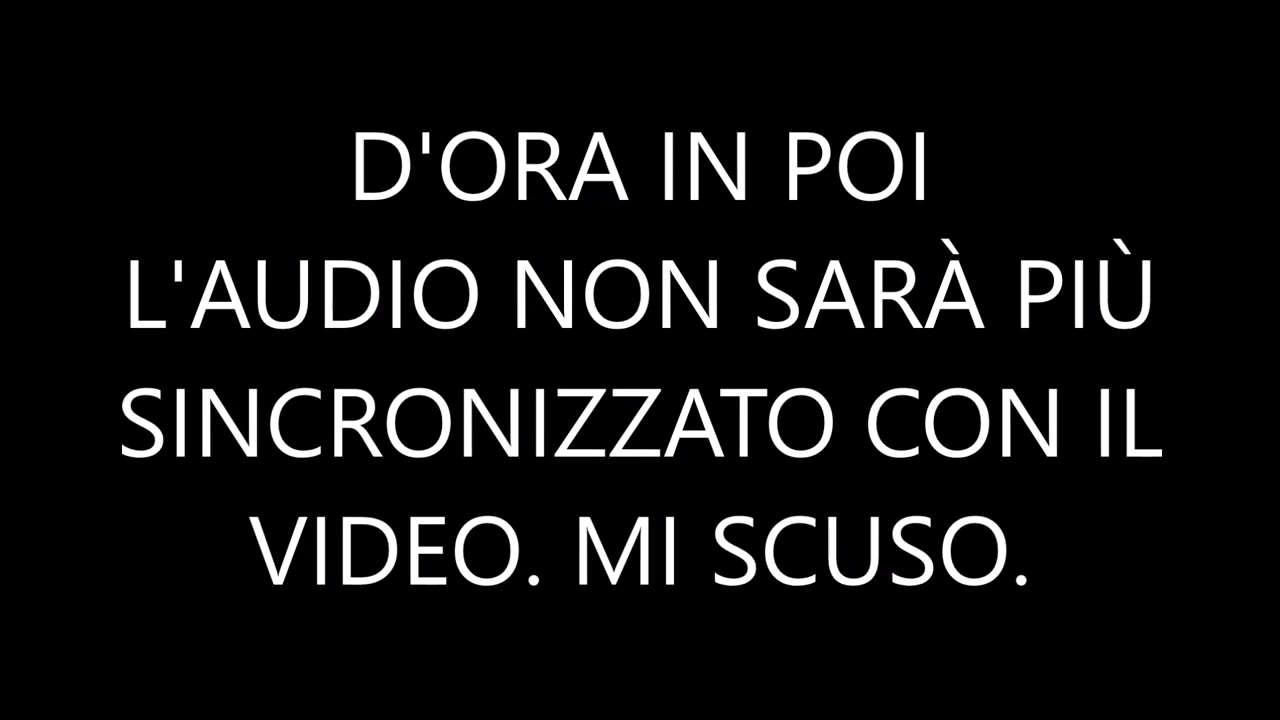 D'ORA IN POI
L'AUDIO NON SARÀ PIÙ
SINCRONIZZATO CON IL
VIDEO. MI SCUSO.